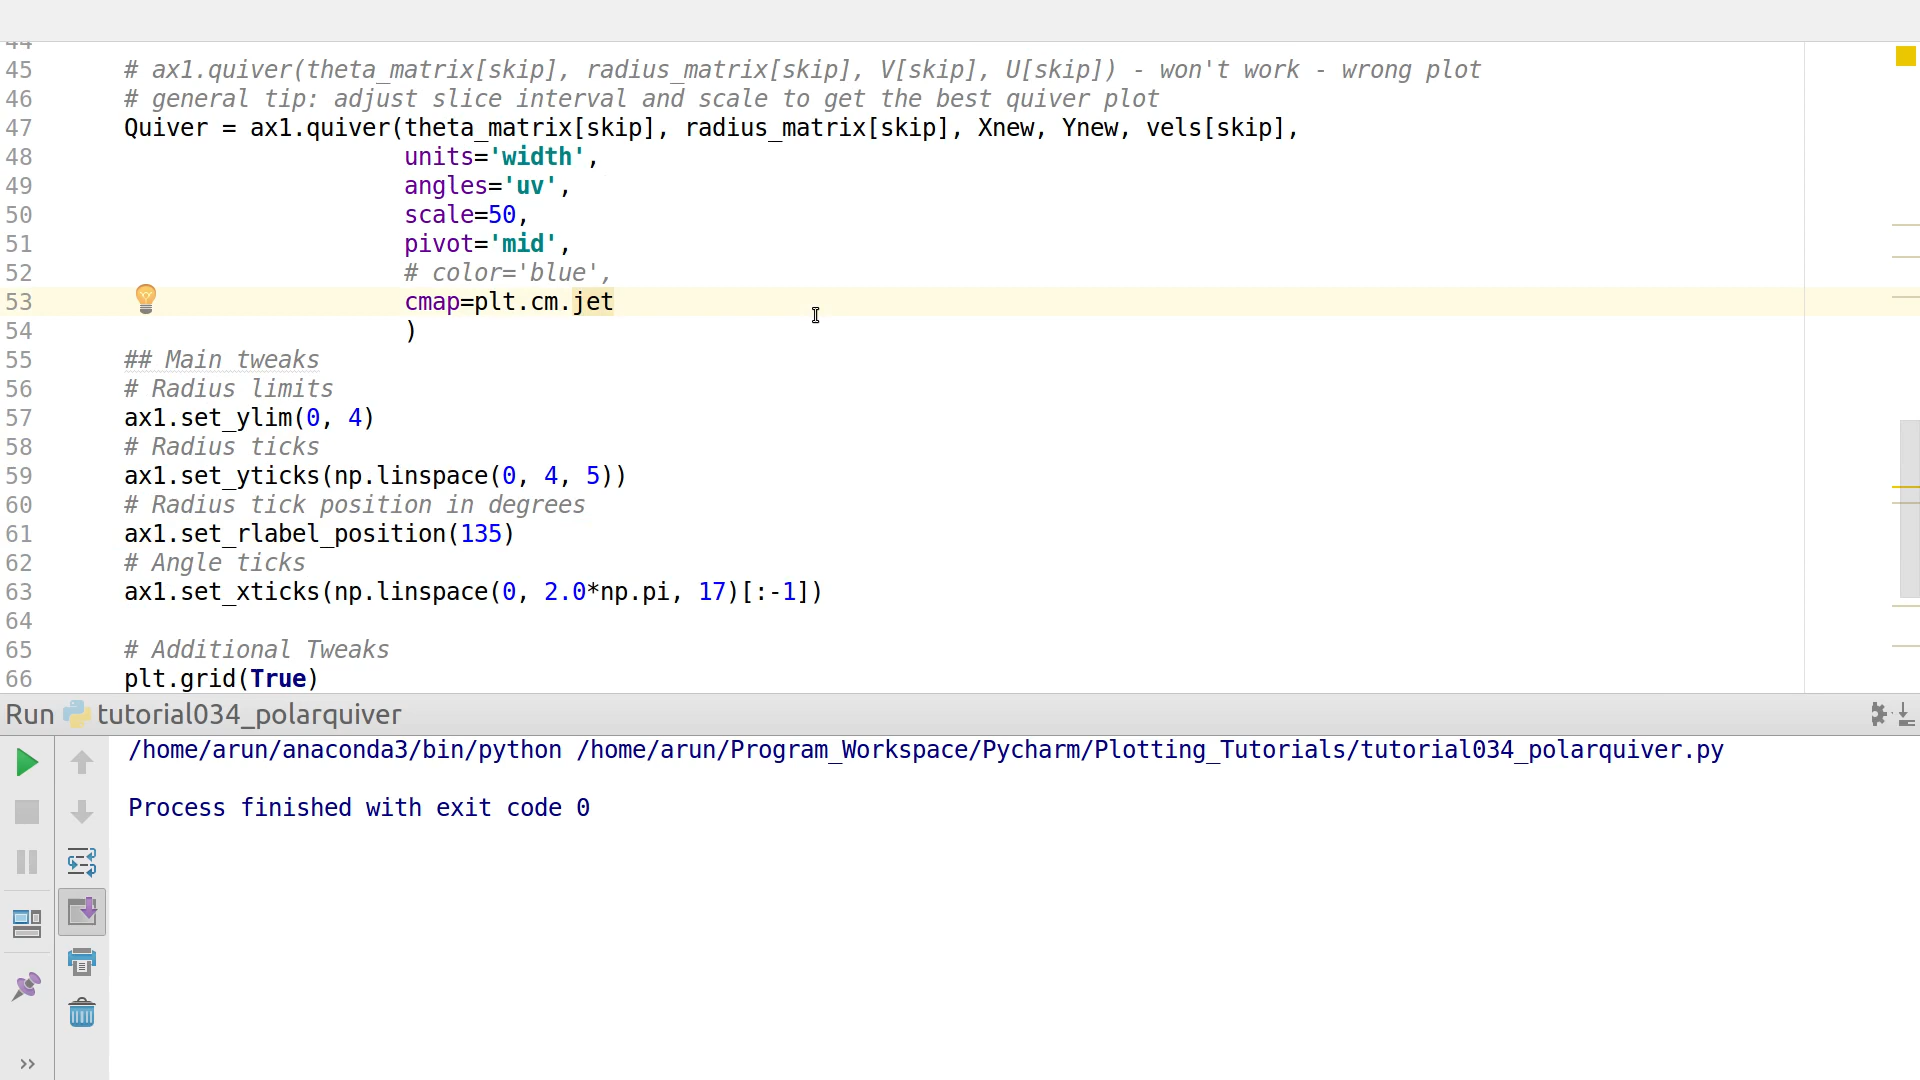 45 # ax1.quiver(theta_matrix[skip], radius_matrix[skip], V[skip], U[skip]) - won't work - wrong plot
46 # general tip: adjust slice interval and scale to get the best quiver plot
47 Quiver = ax1.quiver(theta_matrix[skip], radius_matrix[skip], Xnew, Ynew, vels[skip],
48 units='width',
49 angles='uv',
50 scale=50,
51 pivot='mid',
52 # color='blue',
53 cmap=plt.cm.jet
54 )
55 ## Main tweaks
56 # Radius limits
57 ax1.set_ylim(0, 4)
58 # Radius ticks
59 ax1.set_yticks(np.linspace(0, 4, 5))
60 # Radius tick position in degrees
61 ax1.set_rlabel_position(135)
62 # Angle ticks
63 ax1.set_xticks(np.linspace(0, 2.0*np.pi, 17)[:-1])
64
65 # Additional Tweaks
66 plt.grid(True)
Run tutorial034_polarquiver
/home/arun/anaconda3/bin/python /home/arun/Program_Workspace/Pycharm/Plotting_Tutorials/tutorial034_polarquiver.py
Process finished with exit code 0